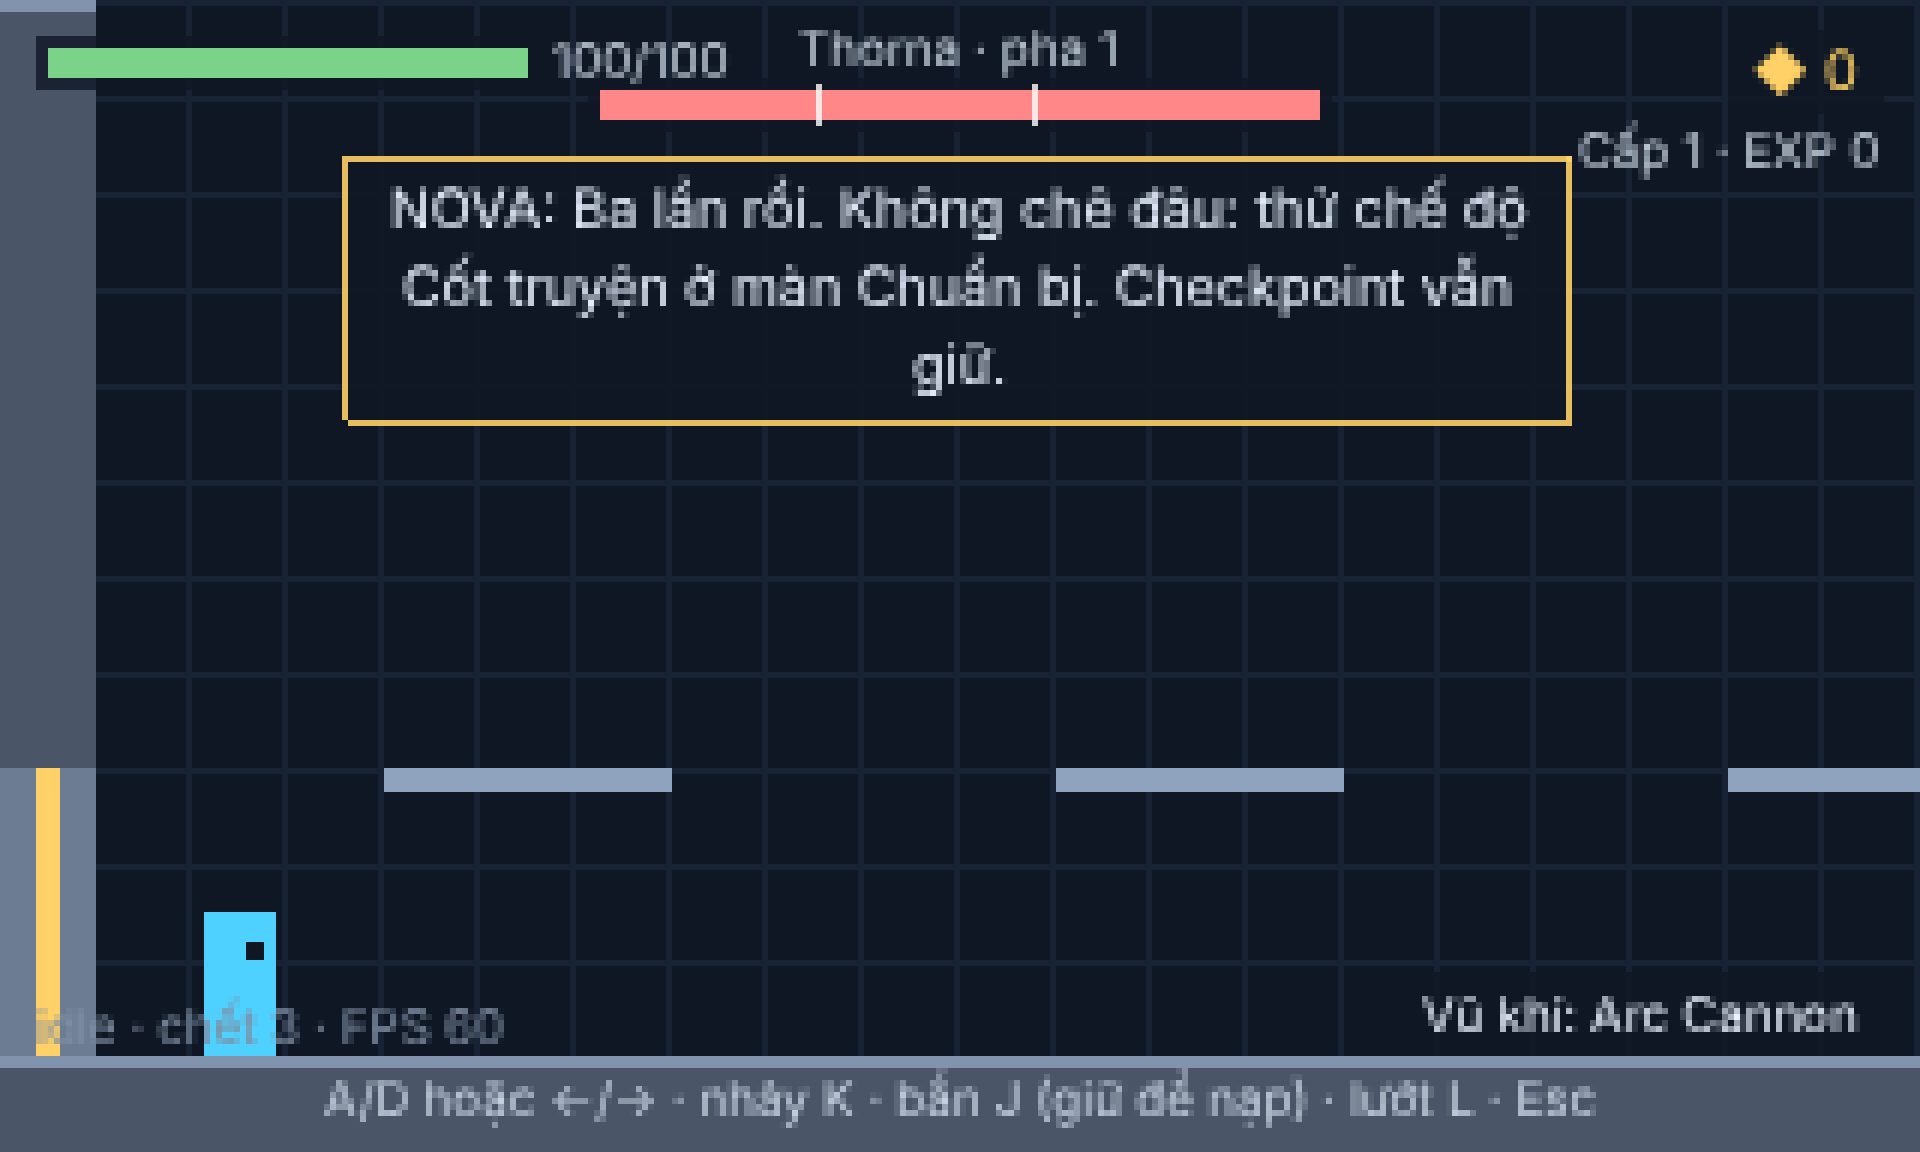 100/100
Thorna · pha 1
0
Cấp 1 · EXP 0
NOVA: Ba lần rồi. Không chê đâu: thử chế độ
Cốt truyện ở màn Chuẩn bị. Checkpoint vẫn
giữ.
idle · chết 3 · FPS 60
Vũ khí: Arc Cannon
A/D hoặc ←/→ · nhảy K · bắn J (giữ để nạp) · lướt L · Esc